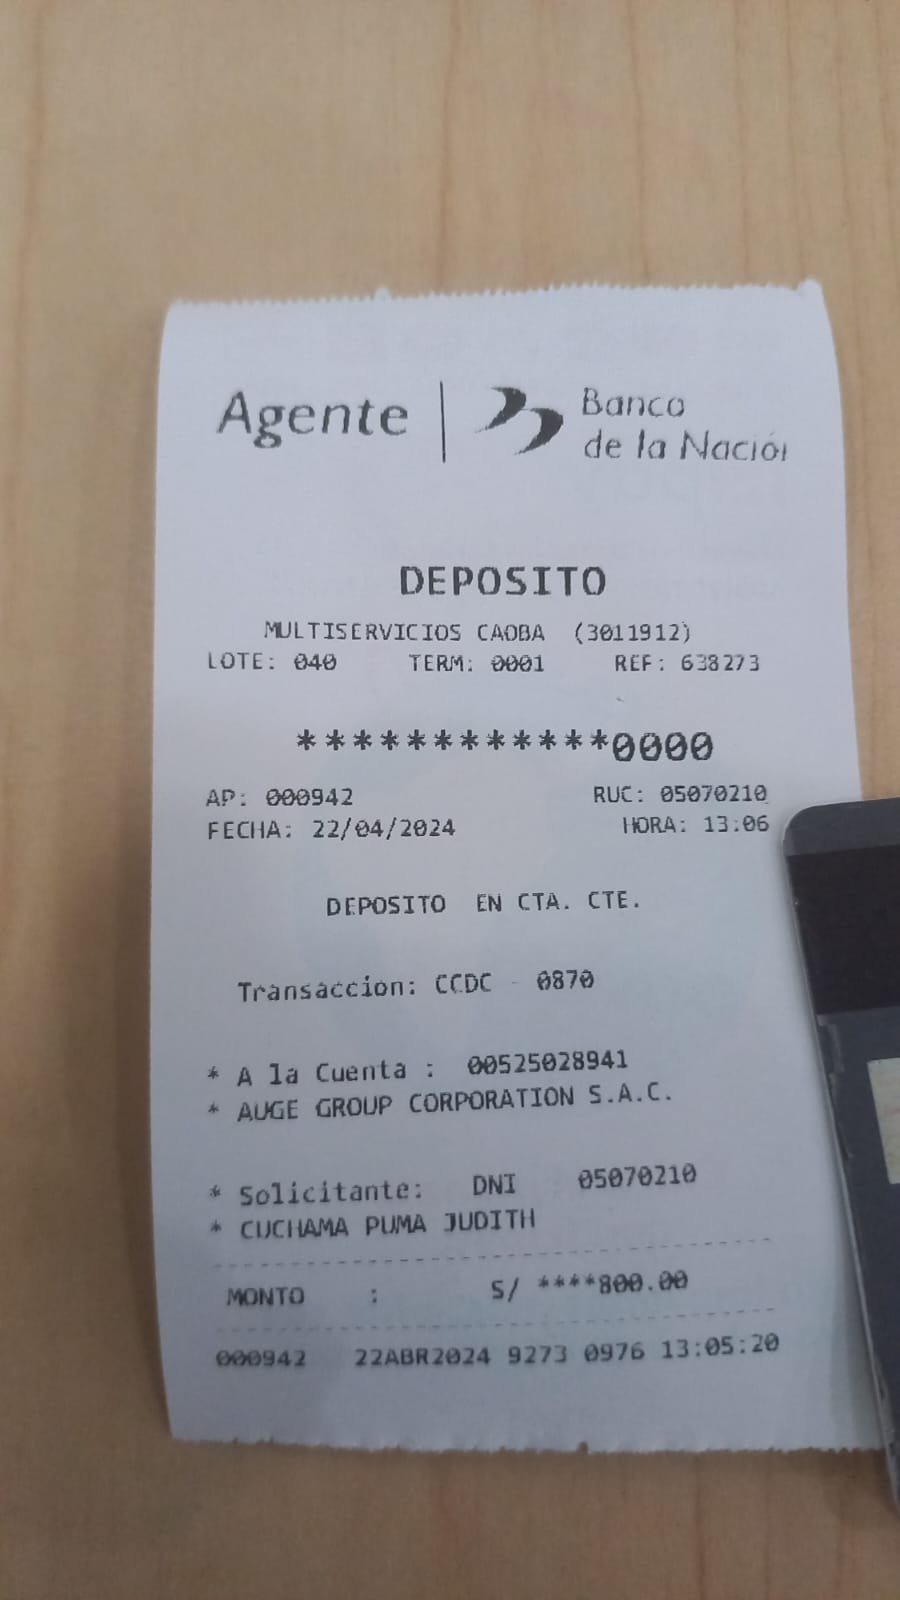 Agente
Banco
de la Nación
DEPOSITO
MULTISERVICIOS CAOBA (3011912)
LOTE: 040 TERM: 0001 REF: 638273
************0000
AP: 000942 RUC: 05070210
FECHA: 22/04/2024 HORA: 13:06
DEPOSITO EN CTA. CTE.
Transaccion: CCDC - 0870
* A la Cuenta : 00525028941
* AUGE GROUP CORPORATION S.A.C.
* Solicitante: DNI 05070210
* CUCHAMA PUMA JUDITH
MONTO : S/ ****800.00
000942 22ABR2024 9273 0976 13:05:20